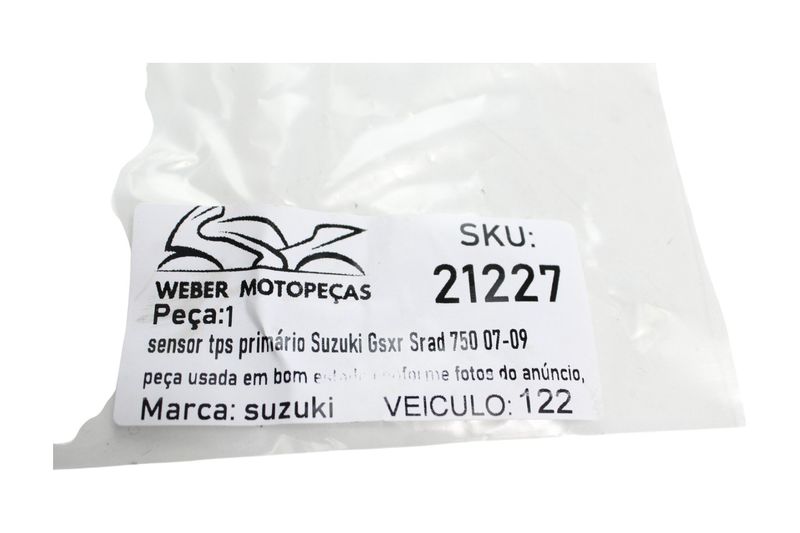 WEBER MOTOPEÇAS
SKU:
21227
Peça:1
sensor tps primário Suzuki Gsxr Srad 750 07-09
peça usada em bom estado conforme fotos do anúncio,
Marca: suzuki VEICULO: 122